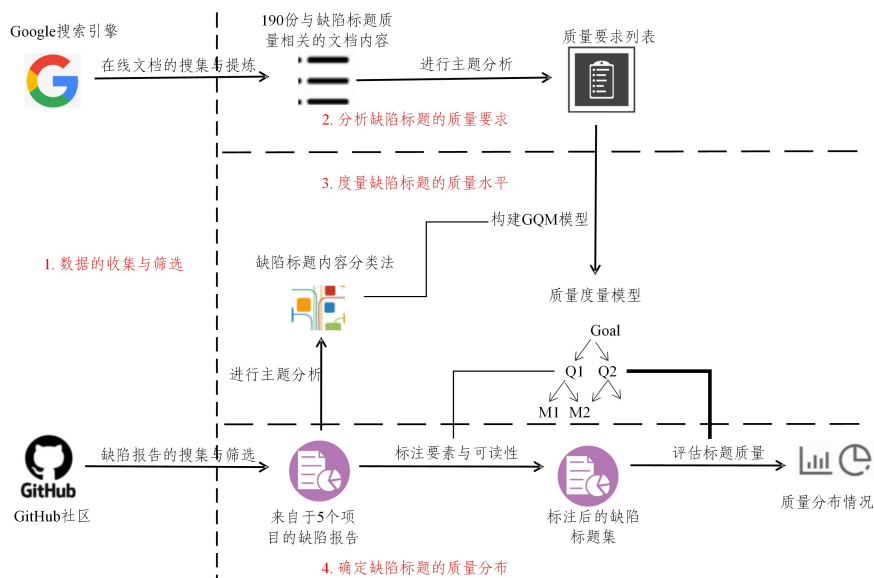 Google搜索引擎
在线文档的搜集与提炼
190份与缺陷标题质
量相关的文档内容
进行主题分析
质量要求列表
2. 分析缺陷标题的质量要求
3. 度量缺陷标题的质量水平
构建GQM模型
1. 数据的收集与筛选
缺陷标题内容分类法
质量度量模型
Goal
Q1 Q2
M1 M2
进行主题分析
GitHub
GitHub社区
缺陷报告的搜集与筛选
来自于5个项
目的缺陷报告
标注要素与可读性
标注后的缺陷
标题集
评估标题质量
质量分布情况
4. 确定缺陷标题的质量分布